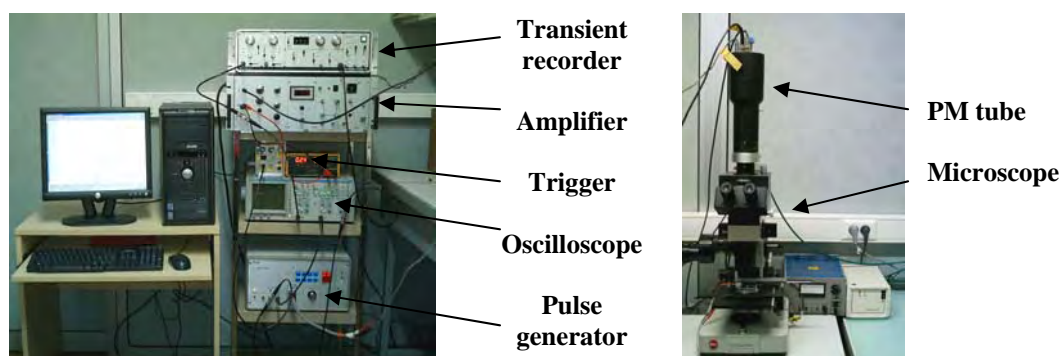 Transient
recorder
Amplifier
Trigger
Oscilloscope
Pulse
generator
PM tube
Microscope